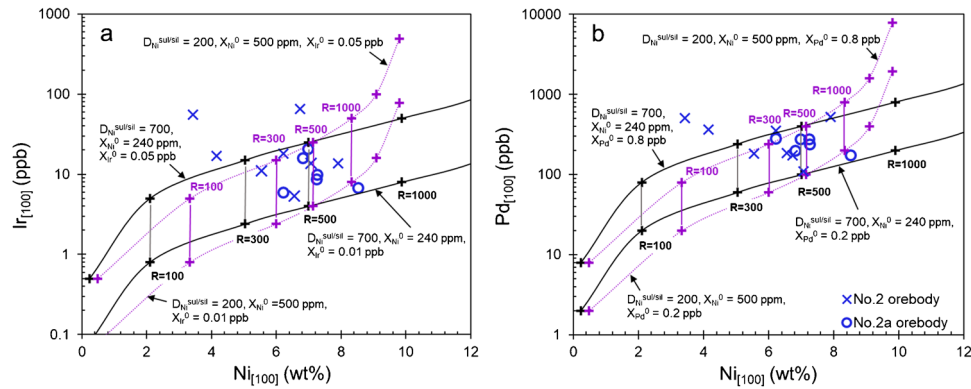 a
D_Ni^sul/sil = 200, X_Ni^0 = 500 ppm, X_Ir^0 = 0.05 ppb
D_Ni^sul/sil = 700,
X_Ni^0 = 240 ppm,
X_Ir^0 = 0.05 ppb
R=100
R=300
R=500
R=1000
R=100
R=300
R=500
R=1000
D_Ni^sul/sil = 700, X_Ni^0 = 240 ppm,
X_Ir^0 = 0.01 ppb
D_Ni^sul/sil = 200, X_Ni^0 =500 ppm,
X_Ir^0 = 0.01 ppb
Ir[100] (ppb)
1000
100
10
1
0.1
0 2 4 6 8 10 12
Ni[100] (wt%)
b
D_Ni^sul/sil = 200, X_Ni^0 = 500 ppm, X_Pd^0 = 0.8 ppb
D_Ni^sul/sil = 700,
X_Ni^0 = 240 ppm,
X_Pd^0 = 0.8 ppb
R=100
R=300
R=500
R=1000
R=100
R=300
R=500
R=1000
D_Ni^sul/sil = 700, X_Ni^0 = 240 ppm,
X_Pd^0 = 0.2 ppb
D_Ni^sul/sil = 200, X_Ni^0 = 500 ppm,
X_Pd^0 = 0.2 ppb
No.2 orebody
No.2a orebody
Pd[100] (ppb)
10000
1000
100
10
1
0 2 4 6 8 10 12
Ni[100] (wt%)